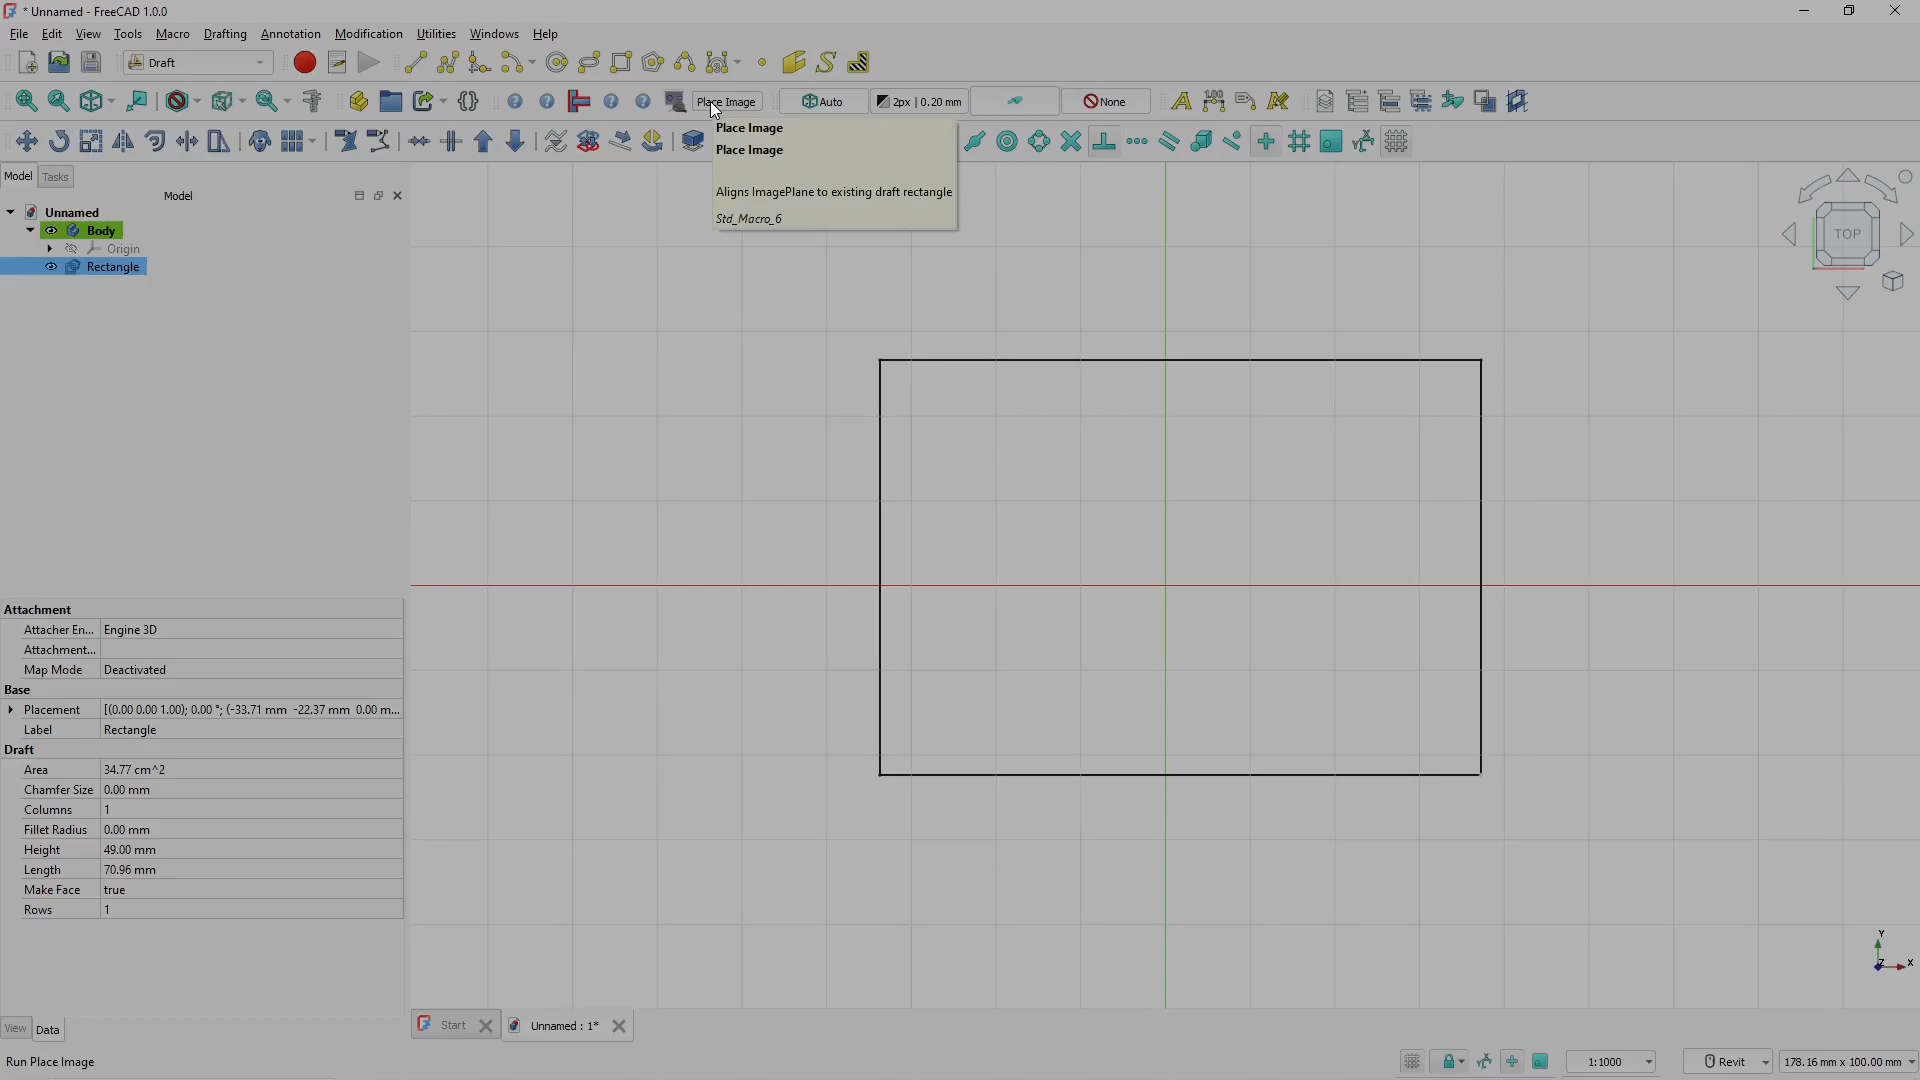 * Unnamed - FreeCAD 1.0.0
File Edit View Tools Macro Drafting Annotation Modification Utilities Windows Help
Draft
Place Image Auto 2px | 0.20 mm None
Place Image
Place Image
Aligns ImagePlane to existing draft rectangle
Std_Macro_6
Model Tasks
Model
Unnamed
Body
Origin
Rectangle
TOP
Attachment
Attacher En... Engine 3D
Attachment...
Map Mode Deactivated
Base
Placement [(0.00 0.00 1.00); 0.00 °; (-33.71 mm -22.37 mm 0.00 m...
Label Rectangle
Draft
Area 34.77 cm^2
Chamfer Size 0.00 mm
Columns 1
Fillet Radius 0.00 mm
Height 49.00 mm
Length 70.96 mm
Make Face true
Rows 1
Y
Z X
View Data
Start Unnamed : 1*
Run Place Image 1:1000 Revit 178.16 mm x 100.00 mm